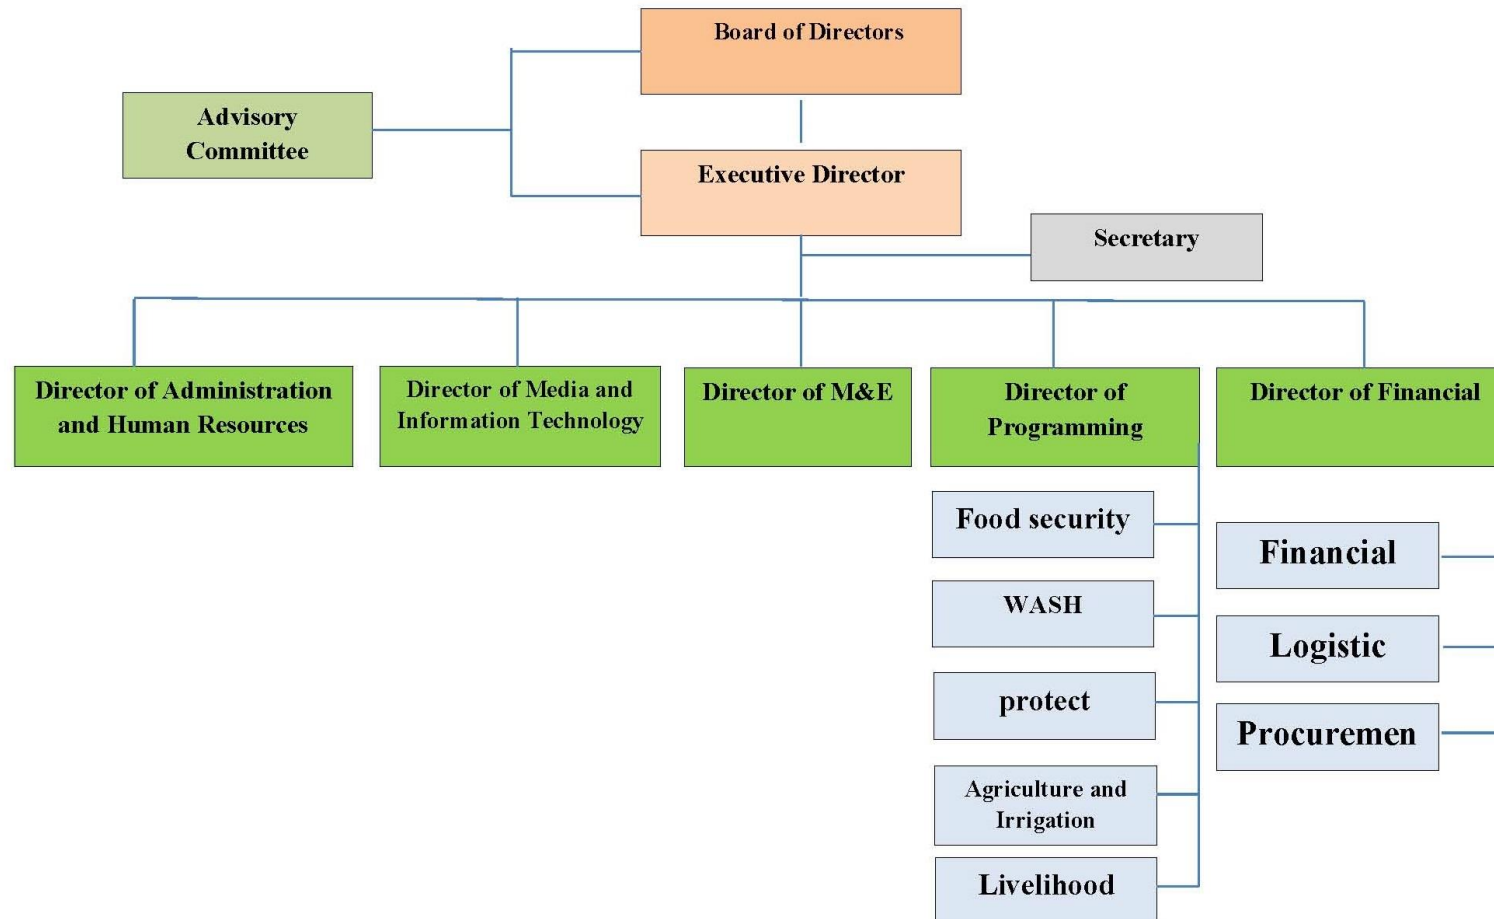 Board of Directors
Advisory
Committee
Executive Director
Secretary
Director of Administration
and Human Resources
Director of Media and
Information Technology
Director of M&E
Director of
Programming
Director of Financial
Food security
WASH
protect
Agriculture and
Irrigation
Livelihood
Financial
Logistic
Procuremen